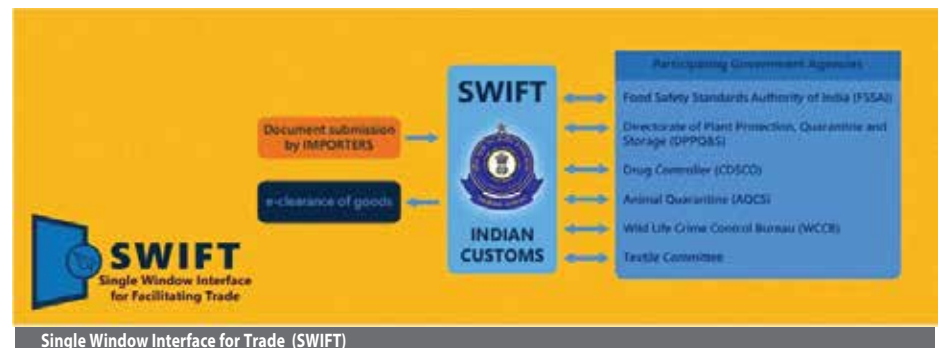 Participating Government Agencies
SWIFT
Food Safety Standards Authority of India (FSSAI)
Document submission
by IMPORTERS
Directorate of Plant Protection, Quarantine and
Storage (DPPQ&S)
Drug Controller (CDSCO)
e-clearance of goods
Animal Quarantine (AQCS)
INDIAN
CUSTOMS
Wild Life Crime Control Bureau (WCCB)
Textile Committee
SWIFT
Single Window Interface
for Facilitating Trade
Single Window Interface for Trade (SWIFT)